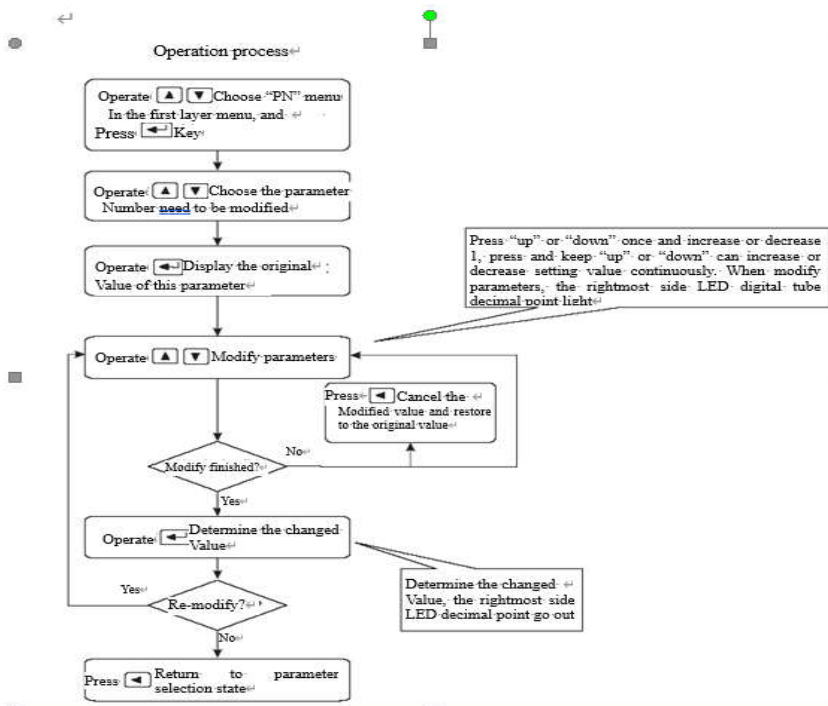 Operation process
Operate ▲ ▼ Choose “PN” menu
In the first layer menu, and
Press Key
Operate ▲ ▼ Choose the parameter
Number need to be modified
Operate Display the original :
Value of this parameter
Press “up” or “down” once and increase or decrease
1, press and keep “up” or “down” can increase or
decrease setting value continuously. When modify
parameters, the rightmost side LED digital tube
decimal point light
Operate ▲ ▼ Modify parameters
Press ◄ Cancel the
Modified value and restore
to the original value
No
Modify finished?
Yes
Operate Determine the changed
Value
Determine the changed
Value, the rightmost side
LED decimal point go out
Yes
Re-modify?
No
Press ◄ Return to parameter
selection state